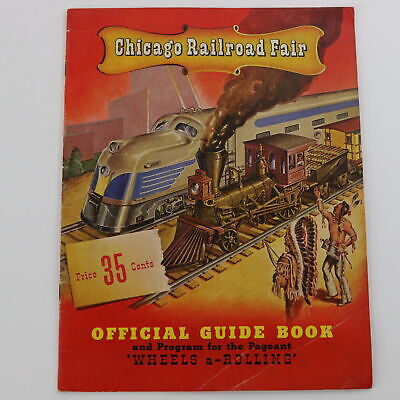 Chicago Railroad Fair
Price 35 Cents
OFFICIAL GUIDE BOOK
and Program for the Pageant
"WHEELS a-ROLLING"